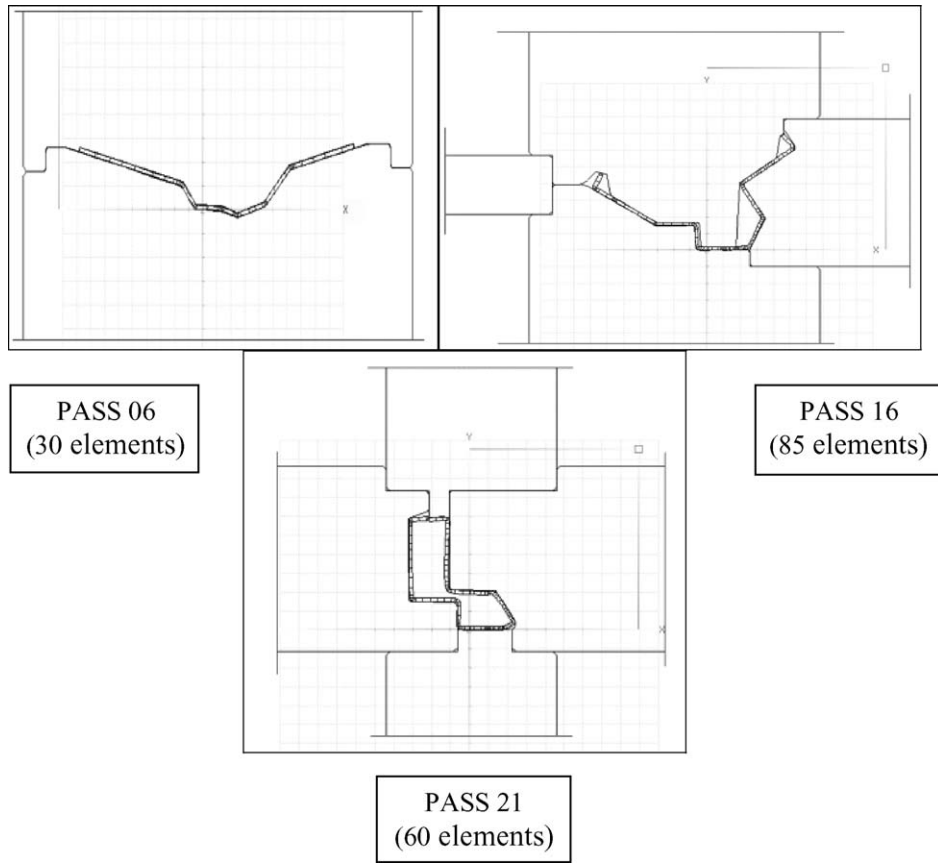 X
Y
X
PASS 06
(30 elements)
PASS 16
(85 elements)
Y
X
PASS 21
(60 elements)